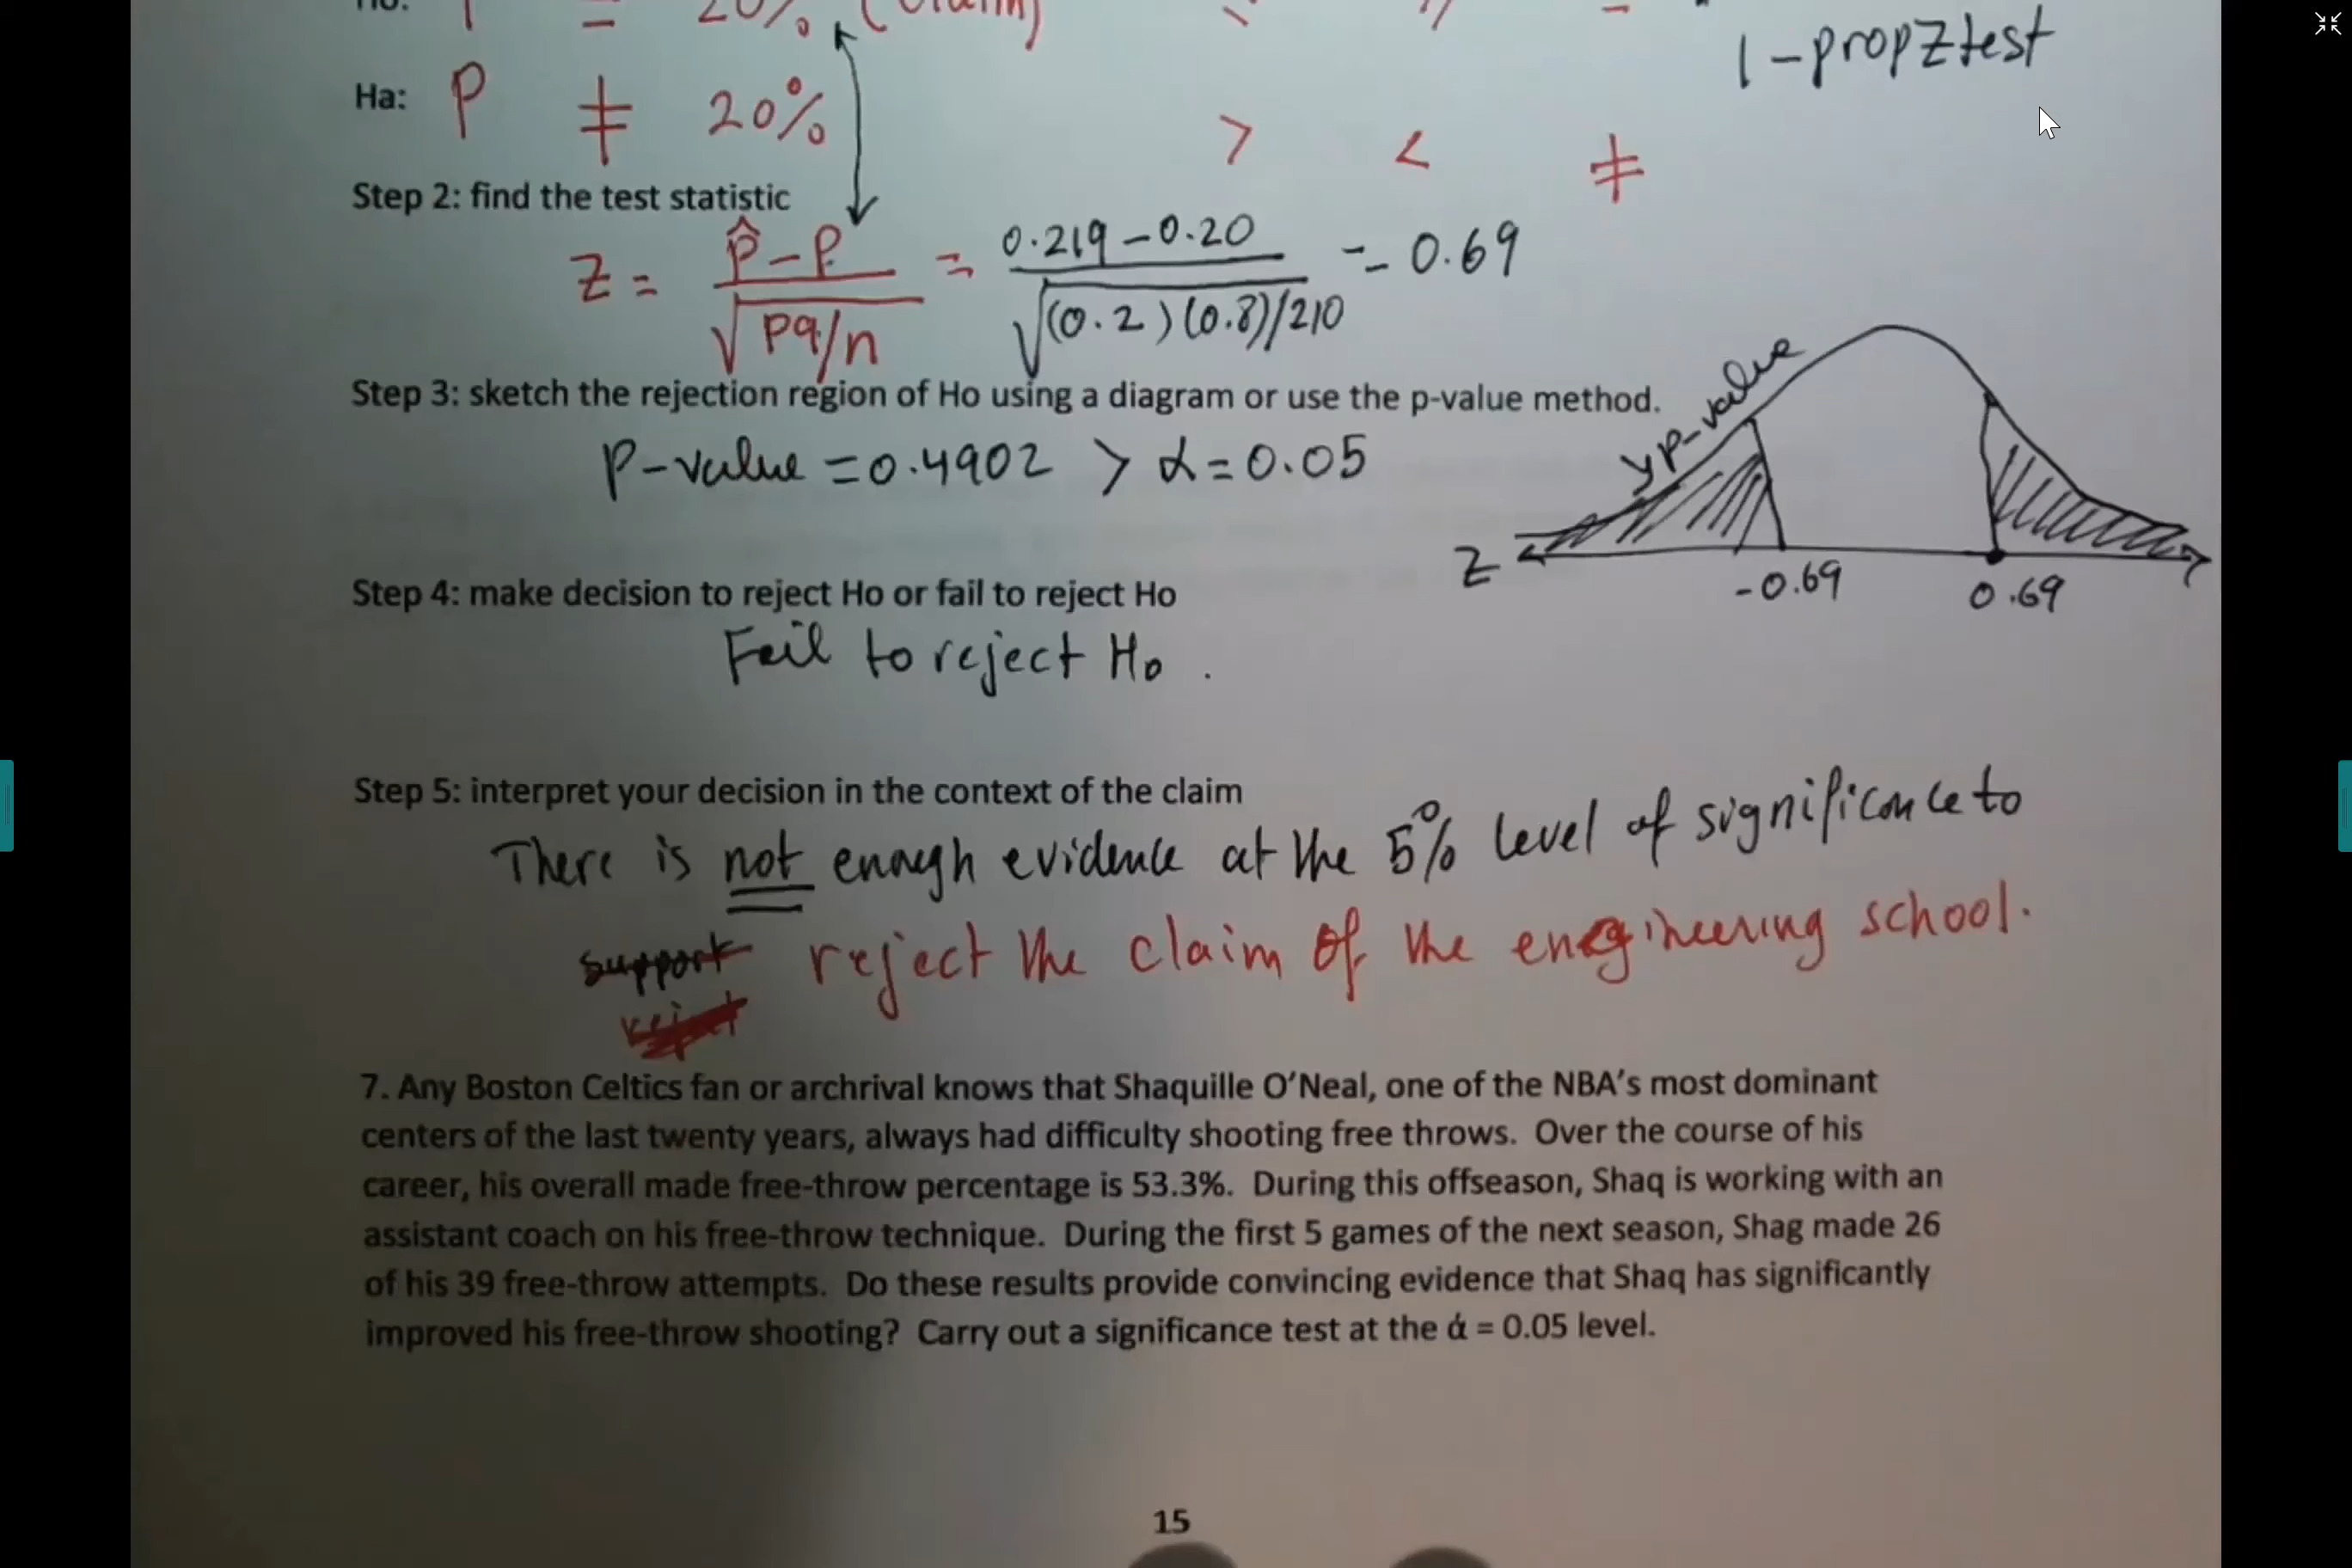 Ho: P = 20% (claim)
1-propZtest
Ha: P ≠ 20%
> < ≠
Step 2: find the test statistic
Z = p̂-p / √pq/n = 0.219-0.20 / √(0.2)(0.8)/210 = 0.69
Step 3: sketch the rejection region of Ho using a diagram or use the p-value method.
P-value
P-value = 0.4902 > α = 0.05
Z -0.69 0.69
Step 4: make decision to reject Ho or fail to reject Ho
Fail to reject Ho.
Step 5: interpret your decision in the context of the claim
There is not enough evidence at the 5% level of significance to
support reject the claim of the engineering school.
reject
7. Any Boston Celtics fan or archrival knows that Shaquille O'Neal, one of the NBA's most dominant
centers of the last twenty years, always had difficulty shooting free throws. Over the course of his
career, his overall made free-throw percentage is 53.3%. During this offseason, Shaq is working with an
assistant coach on his free-throw technique. During the first 5 games of the next season, Shag made 26
of his 39 free-throw attempts. Do these results provide convincing evidence that Shaq has significantly
improved his free-throw shooting? Carry out a significance test at the ά = 0.05 level.
15